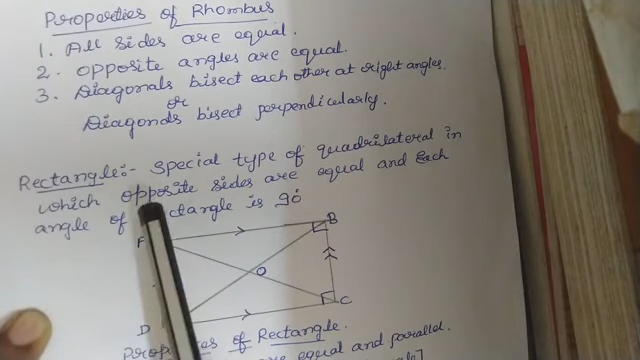 Properties of Rhombus
1. All sides are equal.
2. opposite angles are equal.
3. Diagonals bisect each other at right angles.
or
Diagonals bisect perpendicularly.
Rectangle:- special type of quadrilateral in
which opposite sides are equal and Each
angle of is 90°
B
O
C
D
of Rectangle.
equal and parallel.